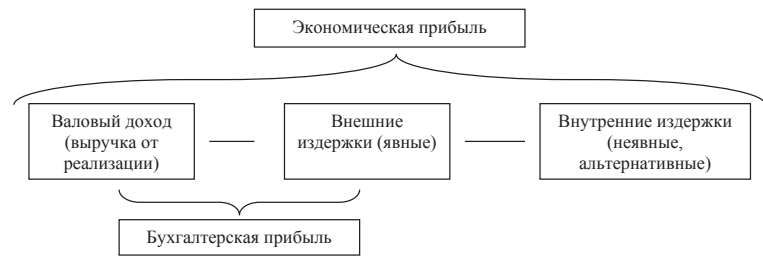 Экономическая прибыль
Валовый доход
(выручка от
реализации)
Внешние
издержки (явные)
Внутренние издержки
(неявные,
альтернативные)
Бухгалтерская прибыль